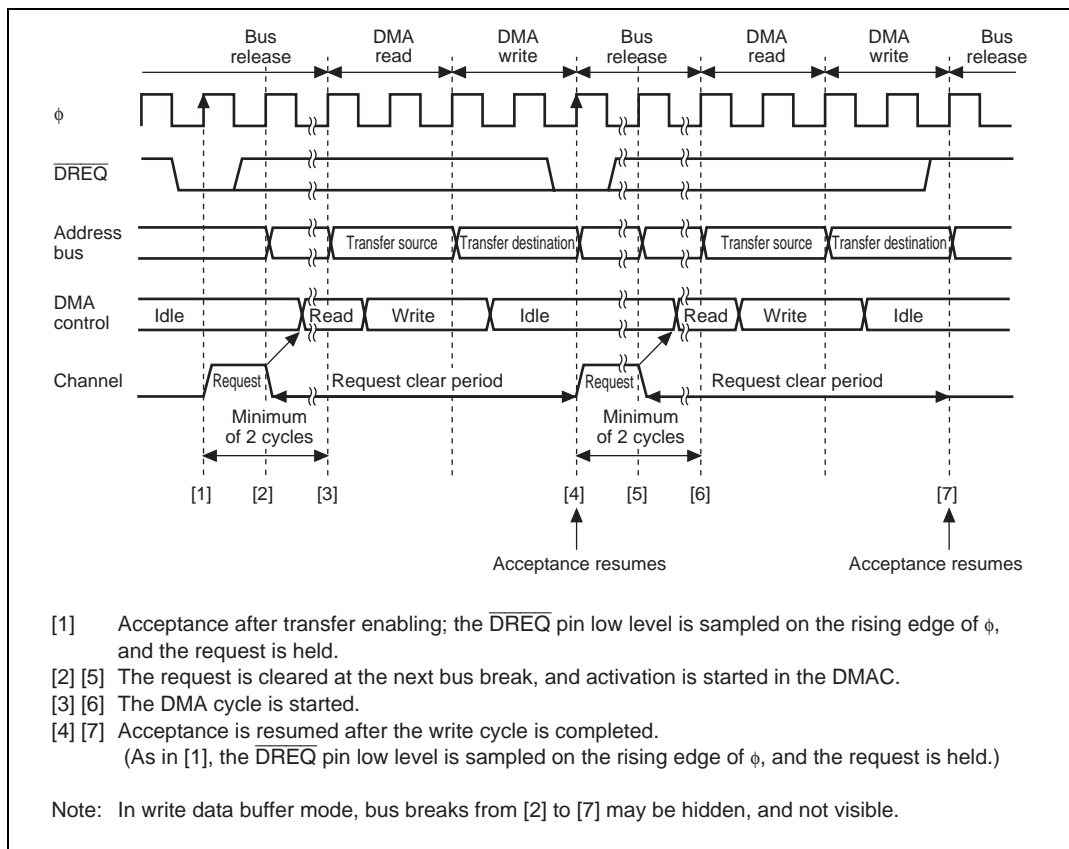 Bus release DMA read DMA write Bus release DMA read DMA write Bus release
ϕ
DREQ
Address bus Transfer source Transfer destination Transfer source Transfer destination
DMA control Idle Read Write Idle Read Write Idle
Channel Request Request clear period Request Request clear period
Minimum of 2 cycles Minimum of 2 cycles
[1] [2] [3] [4] [5] [6] [7]
Acceptance resumes Acceptance resumes
[1] Acceptance after transfer enabling; the DREQ pin low level is sampled on the rising edge of ϕ,
and the request is held.
[2] [5] The request is cleared at the next bus break, and activation is started in the DMAC.
[3] [6] The DMA cycle is started.
[4] [7] Acceptance is resumed after the write cycle is completed.
(As in [1], the DREQ pin low level is sampled on the rising edge of ϕ, and the request is held.)
Note: In write data buffer mode, bus breaks from [2] to [7] may be hidden, and not visible.